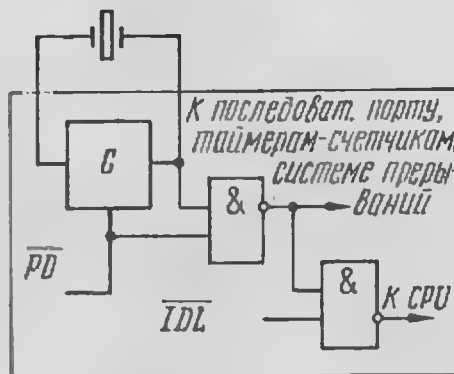 К последоват. порту,
таймерам-счетчикам,
системе преры-
ваний
G
&
PD
IDL
&
К CPU